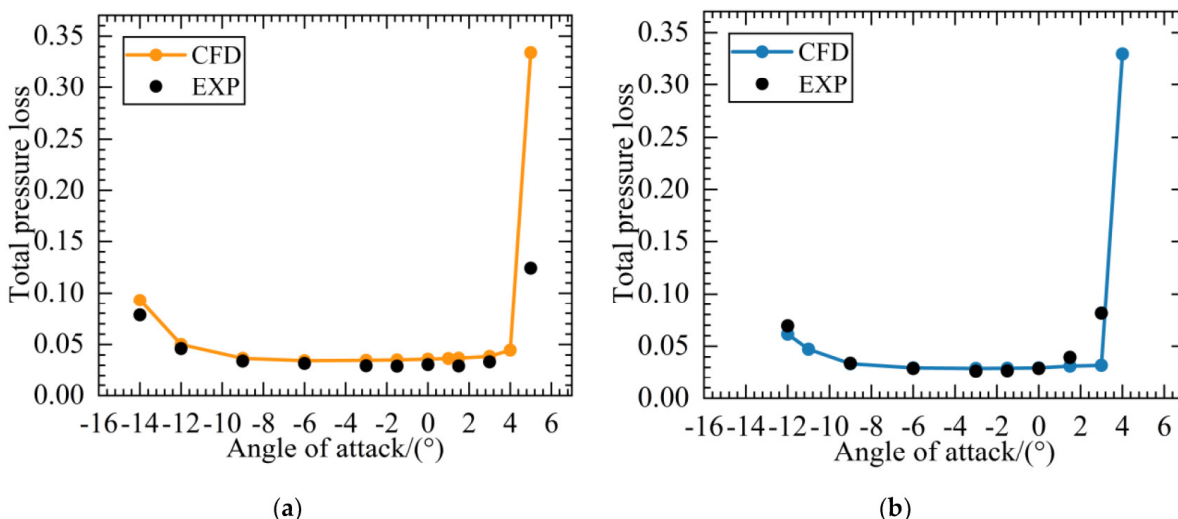 0.35
0.30
0.25
0.20
0.15
0.10
0.05
0.00
Total pressure loss
CFD
EXP
-16 -14 -12 -10 -8 -6 -4 -2 0 2 4 6
Angle of attack/(°)
(a)
0.35
0.30
0.25
0.20
0.15
0.10
0.05
0.00
Total pressure loss
CFD
EXP
-16 -14 -12 -10 -8 -6 -4 -2 0 2 4 6
Angle of attack/(°)
(b)